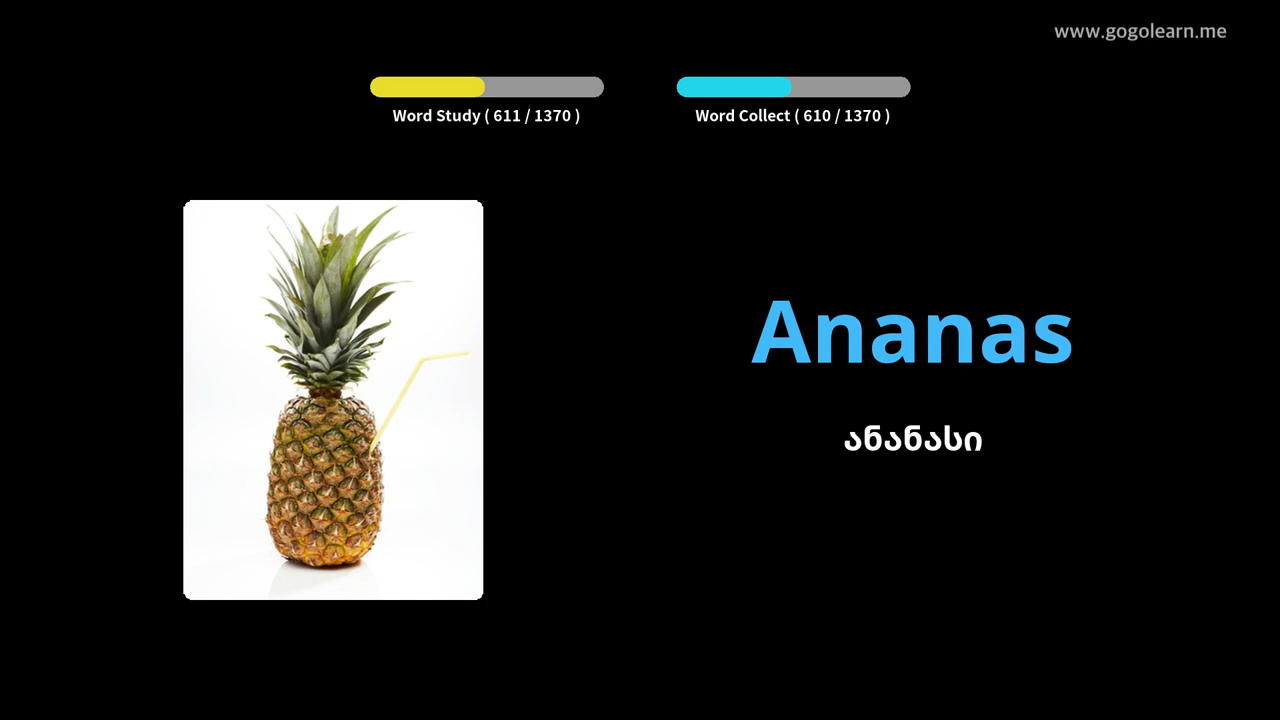 www.gogolearn.me
Word Study ( 611 / 1370 )
Word Collect ( 610 / 1370 )
Ananas
ანანასი